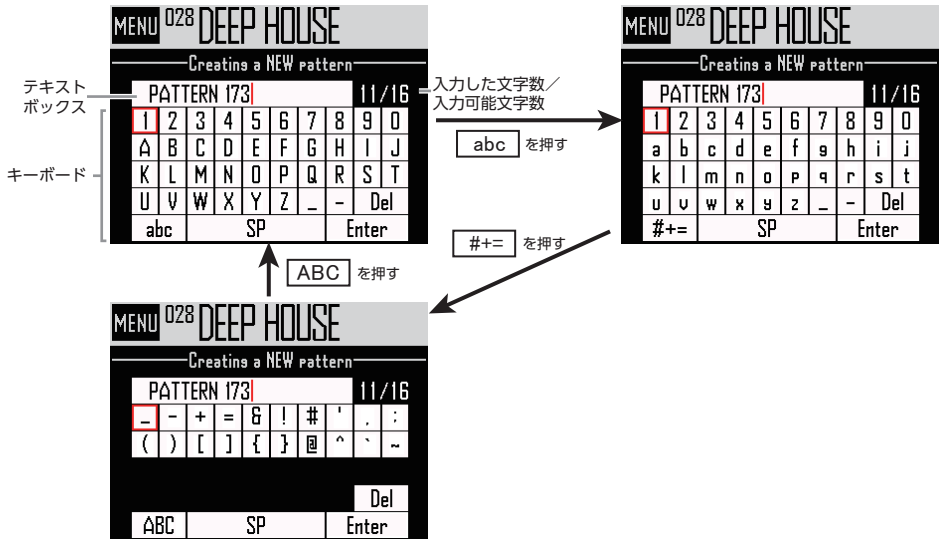 MENU 028 DEEP HOUSE
Creating a NEW pattern
テキスト
ボックス
PATTERN 173
11/16
入力した文字数／
入力可能文字数
キーボード
1 2 3 4 5 6 7 8 9 0
A B C D E F G H I J
K L M N O P Q R S T
U V W X Y Z _ - Del
abc SP Enter
abc を押す
MENU 028 DEEP HOUSE
Creating a NEW pattern
PATTERN 173 11/16
1 2 3 4 5 6 7 8 9 0
a b c d e f g h i j
k l m n o p q r s t
u v w x y z _ - Del
#+= SP Enter
#+= を押す
ABC を押す
MENU 028 DEEP HOUSE
Creating a NEW pattern
PATTERN 173 11/16
_ - + = & ! # ' , ;
( ) [ ] { } @ ^ ` ~
Del
ABC SP Enter